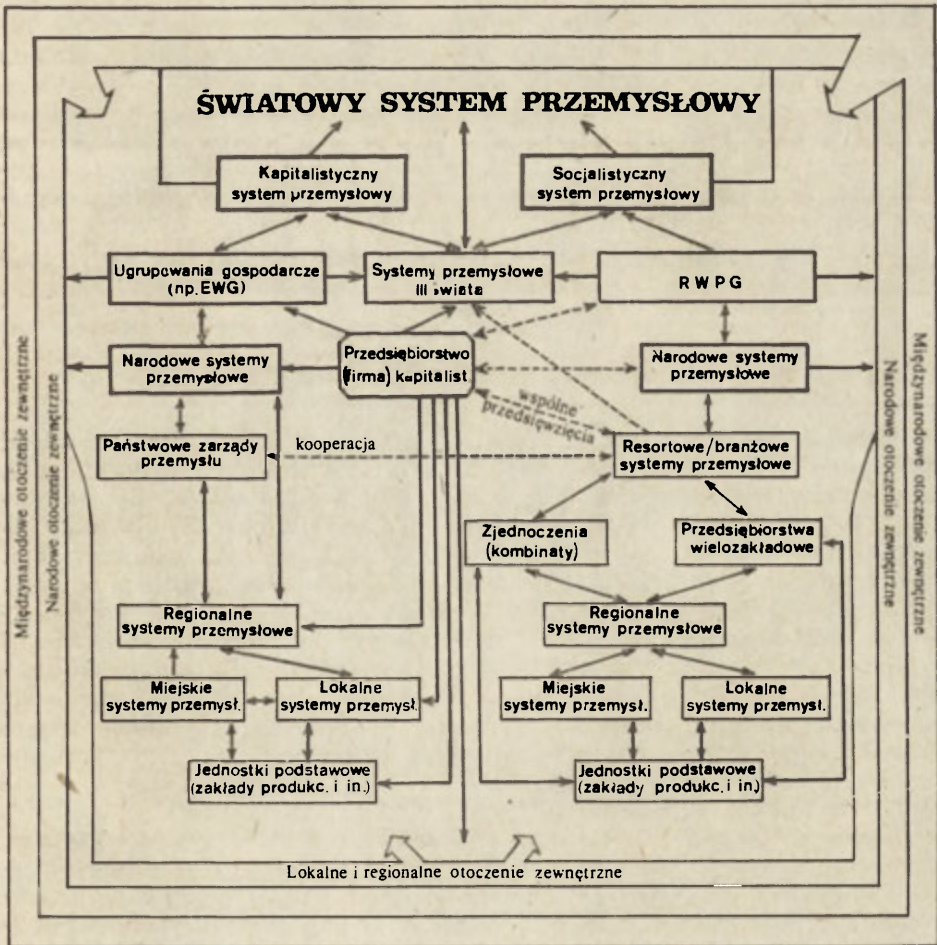 ŚWIATOWY SYSTEM PRZEMYSŁOWY
Kapitalistyczny
system przemysłowy
Socjalistyczny
system przemysłowy
Ugrupowania gospodarcze
(np. EWG)
Systemy przemysłowe
III świata
RWPG
Narodowe systemy
przemysłowe
Przedsiębiorstwo
(firma) kapitalist.
Narodowe systemy
przemysłowe
wspólne
przedsięwzięcia
Państwowe zarządy
przemysłu
kooperacja
Resortowe/branżowe
systemy przemysłowe
Zjednoczenia
(kombinaty)
Przedsiębiorstwa
wielozakładowe
Regionalne
systemy przemysłowe
Regionalne
systemy przemysłowe
Miejskie
systemy przemysł.
Lokalne
systemy przemysł.
Miejskie
systemy przemysł.
Lokalne
systemy przemysł.
Jednostki podstawowe
(zakłady produkc. i in.)
Jednostki podstawowe
(zakłady produkc. i in.)
Lokalne i regionalne otoczenie zewnętrzne
Międzynarodowe otoczenie zewnętrzne
Narodowe otoczenie zewnętrzne
Narodowe otoczenie zewnętrzne
Międzynarodowe otoczenie zewnętrzne